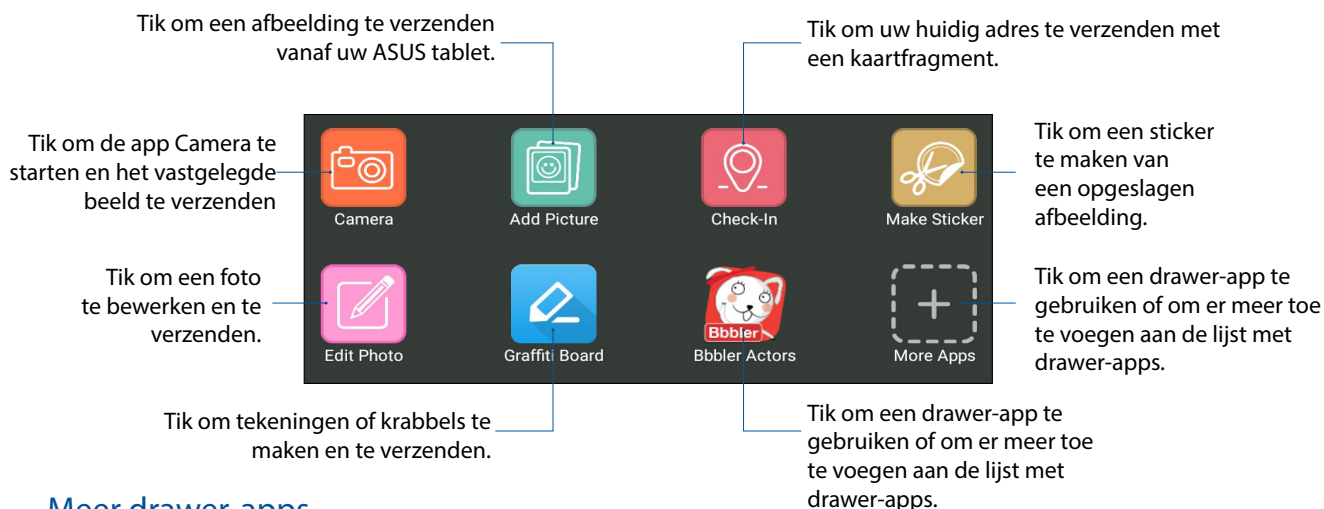 Tik om een afbeelding te verzenden
vanaf uw ASUS tablet.
Tik om uw huidig adres te verzenden met
een kaartfragment.
Tik om de app Camera te
starten en het vastgelegde
beeld te verzenden
Tik om een sticker
te maken van
een opgeslagen
afbeelding.
Camera
Add Picture
Check-In
Make Sticker
Tik om een foto
te bewerken en te
verzenden.
Tik om een drawer-app te
gebruiken of om er meer toe
te voegen aan de lijst met
drawer-apps.
Bbbler
Edit Photo
Graffiti Board
Bbbler Actors
More Apps
Tik om tekeningen of krabbels te
maken en te verzenden.
Tik om een drawer-app te
gebruiken of om er meer toe
te voegen aan de lijst met
drawer-apps.
Meer drawer-apps